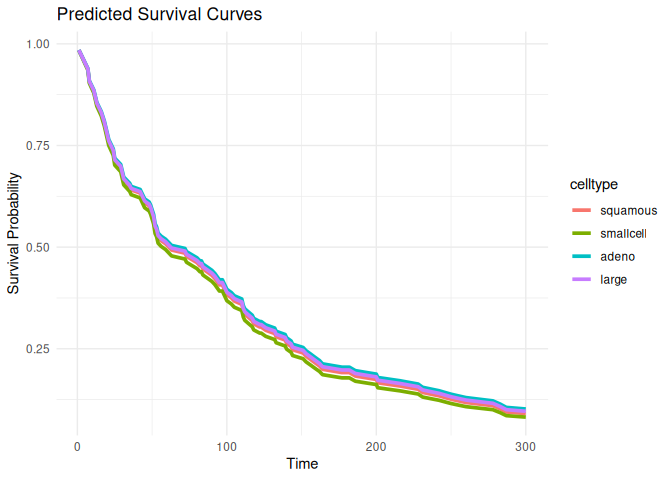 Predicted Survival Curves
Survival Probability
1.00
0.75
0.50
0.25
0
100
200
300
Time
celltype
squamous
smallcell
adeno
large